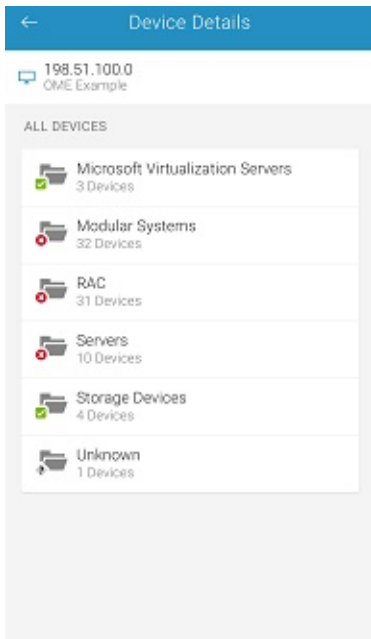 Device Details
198.51.100.0
OME Example
ALL DEVICES
Microsoft Virtualization Servers
3 Devices
Modular Systems
32 Devices
RAC
31 Devices
Servers
10 Devices
Storage Devices
4 Devices
Unknown
1 Devices